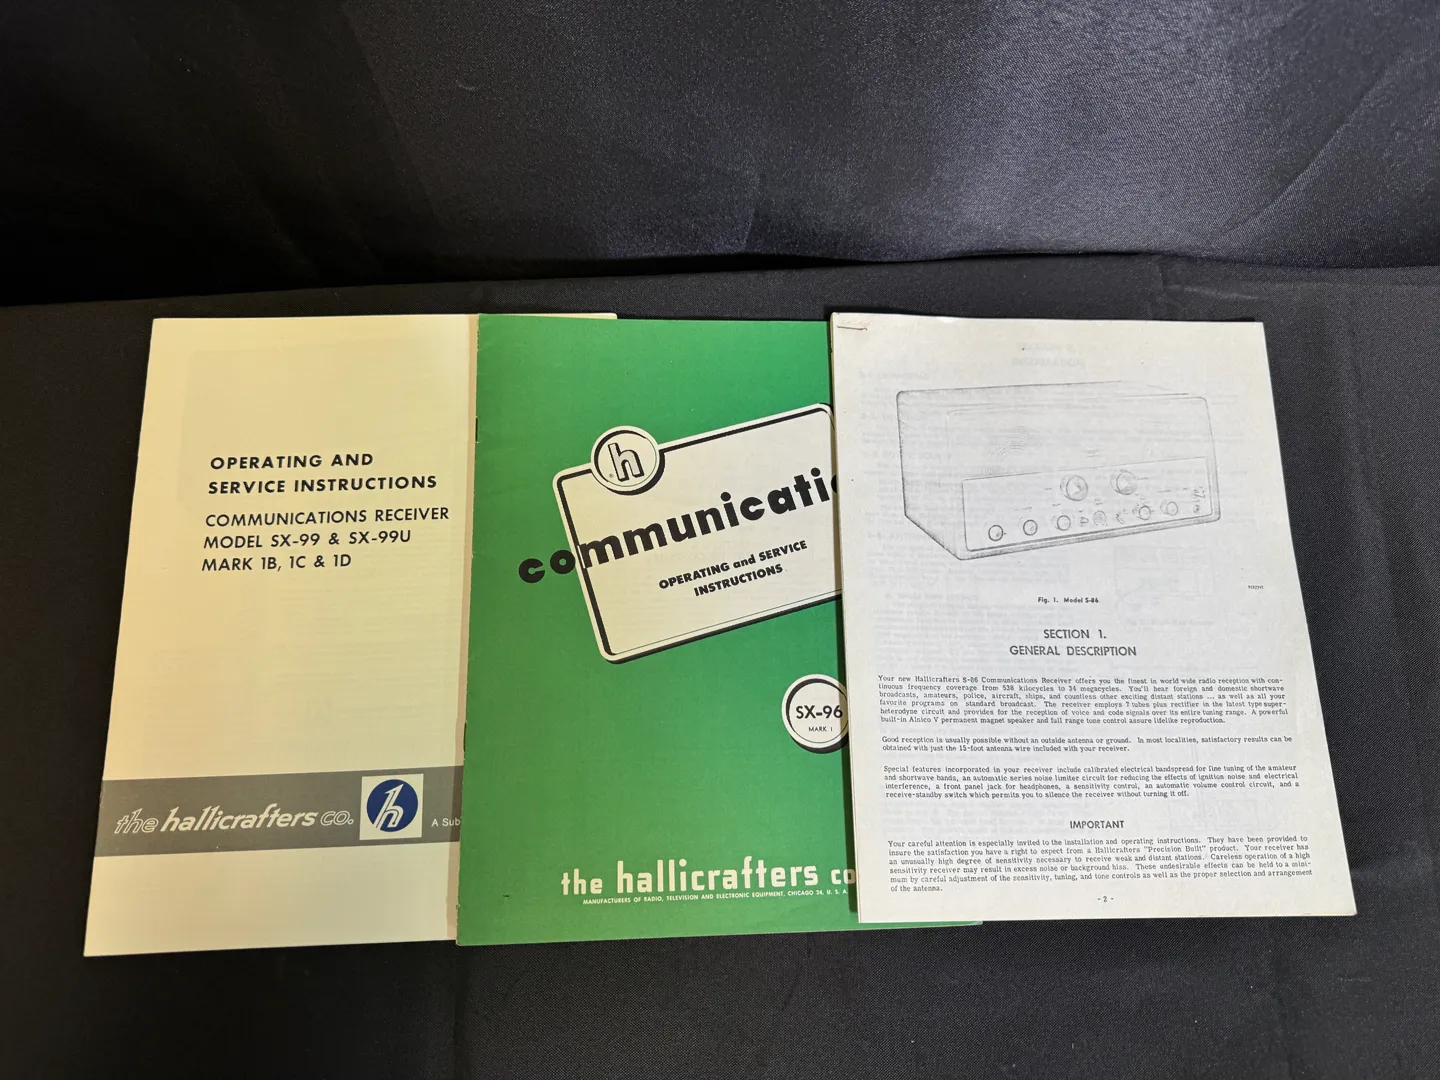 OPERATING AND
SERVICE INSTRUCTIONS
COMMUNICATIONS RECEIVER
MODEL SX-99 & SX-99U
MARK 1B, 1C & 1D
the hallicrafters co.
h
A Sub
h
communicatio
OPERATING and SERVICE
INSTRUCTIONS
SX-96
MARK 1
the hallicrafters co
MANUFACTURERS OF RADIO, TELEVISION AND ELECTRONIC EQUIPMENT, CHICAGO 24, U. S. A.
Fig. 1. Model S-86
SECTION 1.
GENERAL DESCRIPTION
Your new Hallicrafters S-86 Communications Receiver offers you the finest in world wide radio reception with con-
tinuous frequency coverage from 538 kilocycles to 34 megacycles. You'll hear foreign and domestic shortwave
broadcasts, amateurs, police, aircraft, ships, and countless other exciting distant stations ... as well as all your
favorite programs on standard broadcast. The receiver employs 7 tubes plus rectifier in the latest type super-
heterodyne circuit and provides for the reception of voice and code signals over its entire tuning range. A powerful
built-in Alnico V permanent magnet speaker and full range tone control assure lifelike reproduction.
Good reception is usually possible without an outside antenna or ground. In most localities, satisfactory results can be
obtained with just the 15-foot antenna wire included with your receiver.
Special features incorporated in your receiver include calibrated electrical bandspread for fine tuning of the amateur
and shortwave bands, an automatic series noise limiter circuit for reducing the effects of ignition noise and electrical
interference, a front panel jack for headphones, a sensitivity control, an automatic volume control circuit, and a
receive-standby switch which permits you to silence the receiver without turning it off.
IMPORTANT
Your careful attention is especially invited to the installation and operating instructions. They have been provided to
insure the satisfaction you have a right to expect from a Hallicrafters "Precision Built" product. Your receiver has
an unusually high degree of sensitivity necessary to receive weak and distant stations. Careless operation of a high
sensitivity receiver may result in excess noise or background hiss. These undesirable effects can be held to a mini-
mum by careful adjustment of the sensitivity, tuning, and tone controls as well as the proper selection and arrangement
of the antenna.
- 2 -